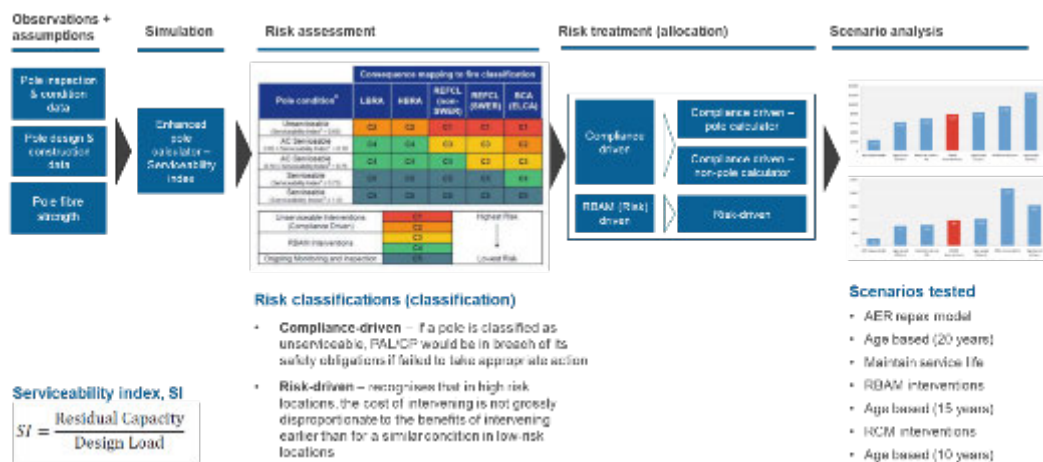 Observations +
assumptions
Simulation
Risk assessment
Risk treatment (allocation)
Scenario analysis
Pole inspection
& condition
data
Pole design &
construction
data
Pole fibre
strength
Enhanced
pole
calculator –
Serviceability
index
Consequence mapping to fire classification
Pole condition
LBRA
HBRA
REFCL
(non-
SWER)
REFCL
(SWER)
BCA
(ELCA)
Unserviceable
AC Serviceable
AC Serviceable
Serviceable
Serviceable
Unserviceable Interventions
(Compliance Driven)
RBAM Interventions
Ongoing Monitoring and Inspection
C1
C2
C3
C4
C5
Highest Risk
Lowest Risk
Compliance
driven
RBAM (Risk)
driven
Compliance driven –
pole calculator
Compliance driven –
non-pole calculator
Risk-driven
Risk classifications (classification)
• Compliance-driven – if a pole is classified as
unserviceable, PAL/CP would be in breach of its
safety obligations if failed to take appropriate action
• Risk-driven – recognises that in high risk
locations, the cost of intervening is not grossly
disproportionate to the benefits of intervening
earlier than for a similar condition in low-risk
locations
Serviceability index, SI
SI = Residual Capacity / Design Load
Scenarios tested
• AER repex model
• Age based (20 years)
• Maintain service life
• RBAM interventions
• Age based (15 years)
• RCM interventions
• Age based (10 years)